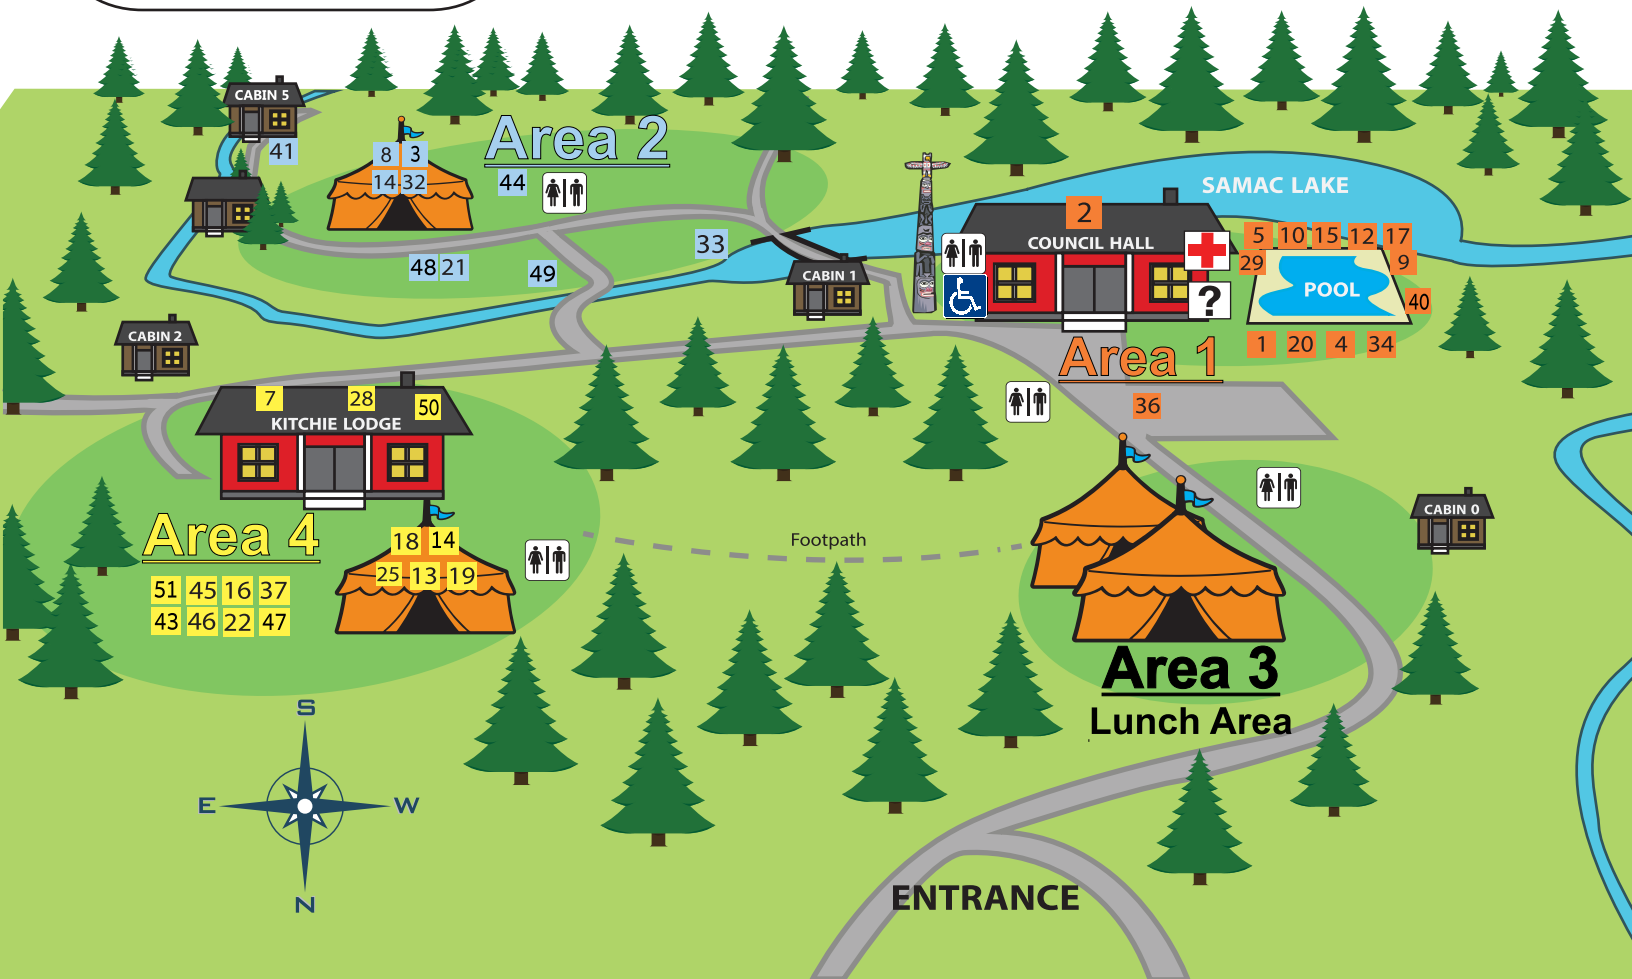 CABIN 5
41
Area 2
8 3
14 32
44
33
48 21
49
SAMAC LAKE
2
COUNCIL HALL
?
CABIN 1
5 10 15 12 17
29 9
POOL
40
1 20 4 34
Area 1
36
CABIN 2
7 28 50
KITCHIE LODGE
Area 4
18 14
25 13 19
51 45 16 37
43 46 22 47
Footpath
CABIN 0
Area 3
Lunch Area
S
E W
N
ENTRANCE